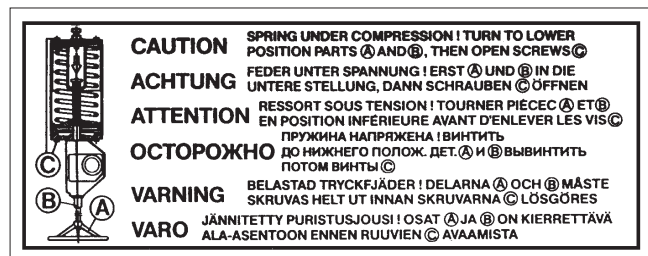 CAUTION SPRING UNDER COMPRESSION ! TURN TO LOWER
POSITION PARTS Ⓐ AND Ⓑ, THEN OPEN SCREWS Ⓒ
ACHTUNG FEDER UNTER SPANNUNG ! ERST Ⓐ UND Ⓑ IN DIE
UNTERE STELLUNG, DANN SCHRAUBEN Ⓒ ÖFFNEN
ATTENTION RESSORT SOUS TENSION ! TOURNER PIÉCEC Ⓐ ET Ⓑ
EN POSITION INFÉRIEURE AVANT D'ENLEVER LES VIS Ⓒ
ОСТОРОЖНО ПРУЖИНА НАПРЯЖЕНА ! ВИНТИТЬ
ДО НИЖНЕГО ПОЛОЖ. ДЕТ. Ⓐ И Ⓑ ВЫВИНТИТЬ
ПОТОМ ВИНТЫ Ⓒ
VARNING BELASTAD TRYCKFJÄDER ! DELARNA Ⓐ OCH Ⓑ MÅSTE
SKRUVAS HELT UT INNAN SKRUVARNA Ⓒ LÖSGÖRES
VARO JÄNNITETTY PURISTUSJOUSI ! OSAT Ⓐ JA Ⓑ ON KIERRETTÄVÄ
ALA-ASENTOON ENNEN RUUVIEN Ⓒ AVAAMISTA
Ⓒ
Ⓑ
Ⓐ